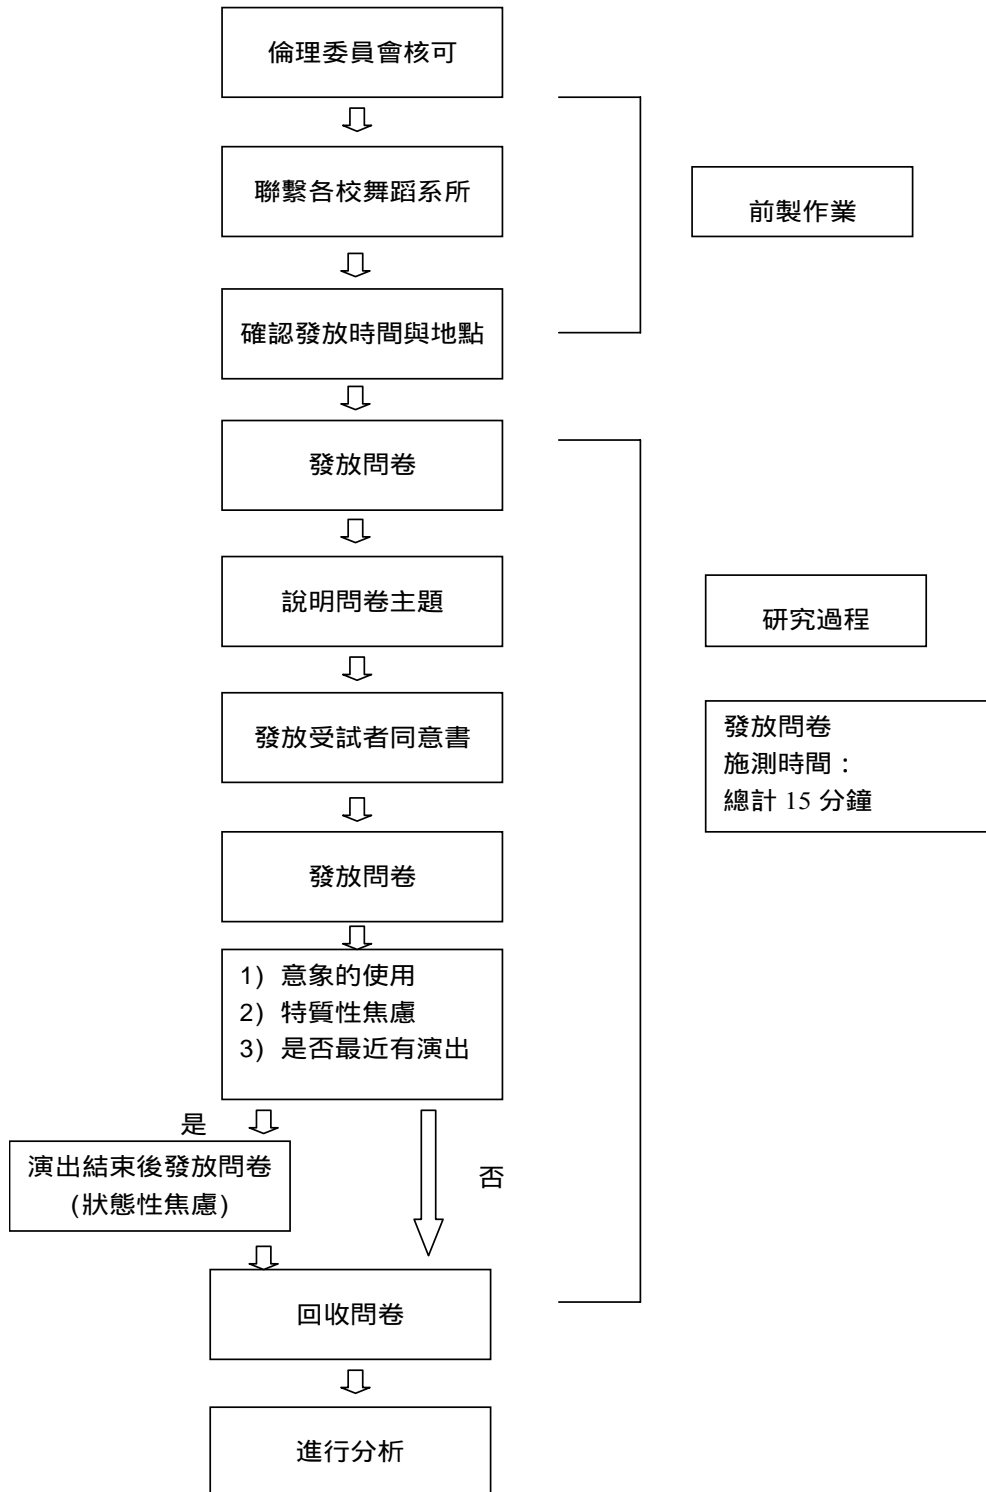 倫理委員會核可
聯繫各校舞蹈系所
前製作業
確認發放時間與地點
發放問卷
說明問卷主題
研究過程
發放受試者同意書
發放問卷
施測時間：
總計 15 分鐘
發放問卷
1) 意象的使用
2) 特質性焦慮
3) 是否最近有演出
是
否
演出結束後發放問卷
(狀態性焦慮)
回收問卷
進行分析